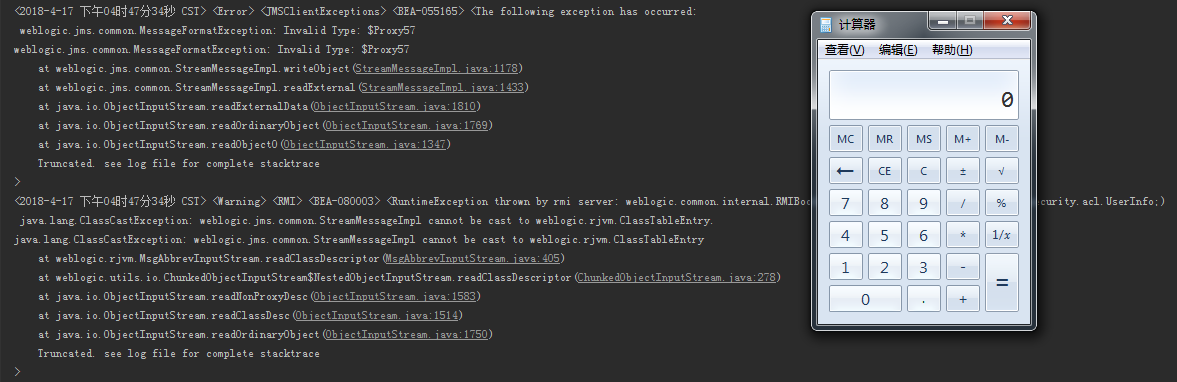 <2018-4-17 下午04时47分34秒 CST> <Error> <JMSClientExceptions> <BEA-055165> <The following exception has occurred:
weblogic.jms.common.MessageFormatException: Invalid Type: $Proxy57
weblogic.jms.common.MessageFormatException: Invalid Type: $Proxy57
at weblogic.jms.common.StreamMessageImpl.writeObject(StreamMessageImpl.java:1178)
at weblogic.jms.common.StreamMessageImpl.readExternal(StreamMessageImpl.java:1433)
at java.io.ObjectInputStream.readExternalData(ObjectInputStream.java:1810)
at java.io.ObjectInputStream.readOrdinaryObject(ObjectInputStream.java:1769)
at java.io.ObjectInputStream.readObject0(ObjectInputStream.java:1347)
Truncated. see log file for complete stacktrace
>
<2018-4-17 下午04时47分34秒 CST> <Warning> <RMI> <BEA-080003> <RuntimeException thrown by rmi server: weblogic.common.internal.RMIBoo curity.acl.UserInfo;)
java.lang.ClassCastException: weblogic.jms.common.StreamMessageImpl cannot be cast to weblogic.rjvm.ClassTableEntry.
java.lang.ClassCastException: weblogic.jms.common.StreamMessageImpl cannot be cast to weblogic.rjvm.ClassTableEntry
at weblogic.rjvm.MsgAbbrevInputStream.readClassDescriptor(MsgAbbrevInputStream.java:405)
at weblogic.utils.io.ChunkedObjectInputStream$NestedObjectInputStream.readClassDescriptor(ChunkedObjectInputStream.java:278)
at java.io.ObjectInputStream.readNonProxyDesc(ObjectInputStream.java:1583)
at java.io.ObjectInputStream.readClassDesc(ObjectInputStream.java:1514)
at java.io.ObjectInputStream.readOrdinaryObject(ObjectInputStream.java:1750)
Truncated. see log file for complete stacktrace
>
计算器
查看(V) 编辑(E) 帮助(H)
0
MC MR MS M+ M-
← CE C ± √
7 8 9 / %
4 5 6 * 1/x
1 2 3 - =
0 . +